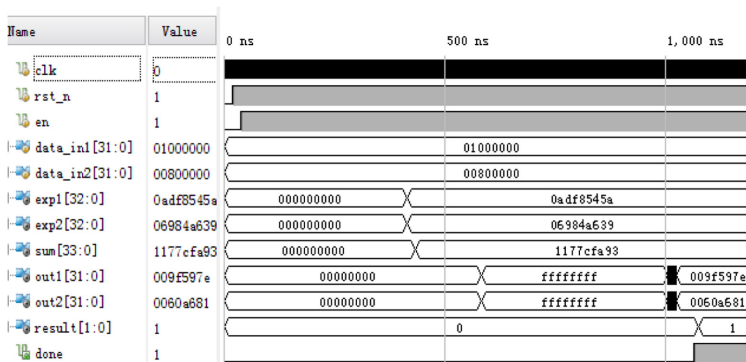 Name Value 0 ns 500 ns 1,000 ns
clk 0
rst_n 1
en 1
data_in1[31:0] 01000000 01000000
data_in2[31:0] 00800000 00800000
exp1[32:0] 0adf8545a 000000000 0adf8545a
exp2[32:0] 06984a639 000000000 06984a639
sum[33:0] 1177cfa93 000000000 1177cfa93
out1[31:0] 009f597e 00000000 ffffffff 009f597e
out2[31:0] 0060a681 00000000 ffffffff 0060a681
result[1:0] 1 0 1
done 1